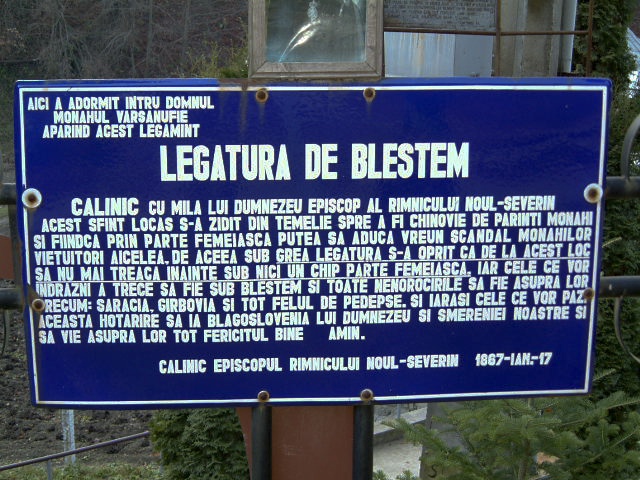 AICI A ADORMIT INTRU DOMNUL
MONAHUL VARSANUFIE
APARIND ACEST LEGAMINT
LEGATURA DE BLESTEM
CALINIC CU MILA LUI DUMNEZEU EPISCOP AL RIMNICULUI NOUL-SEVERIN
ACEST SFINT LOCAS S-A ZIDIT DIN TEMELIE SPRE A FI CHINOVIE DE PARINTI MONAHI
SI FIINDCA PRIN PARTE FEMEIASCA PUTEA SA ADUCA VREUN SCANDAL MONAHILOR
VIETUITORI AICELEA. DE ACEEA SUB GREA LEGATURA S-A OPRIT CA DE LA ACEST LOC
SA NU MAI TREACA INAINTE SUB NICI UN CHIP PARTE FEMEIASCA. IAR CELE CE VOR
INDRAZNI A TRECE SA FIE SUB BLESTEM SI TOATE NENOROCIRILE SA FIE ASUPRA LOR
PRECUM: SARACIA, GIRBOVIA SI TOT FELUL DE PEDEPSE. SI IARASI CELE CE VOR PAZI
ACEASTA HOTARIRE SA IA BLAGOSLOVENIA LUI DUMNEZEU SI SMERENIEI NOASTRE SI
SA VIE ASUPRA LOR TOT FERICITUL BINE AMIN.
CALINIC EPISCOPUL RIMNICULUI NOUL-SEVERIN 1867-IAN.-17